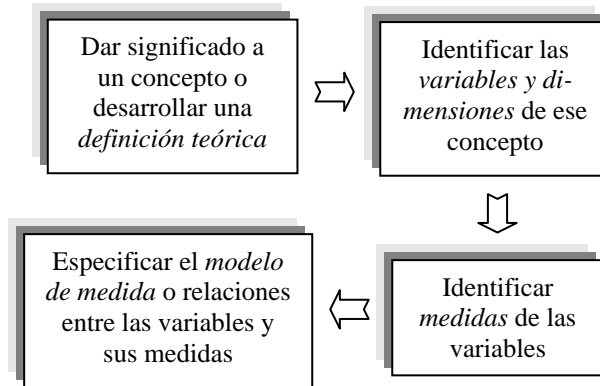 Dar significado a
un concepto o
desarrollar una
definición teórica
Identificar las
variables y di-
mensiones de ese
concepto
Identificar
medidas de las
variables
Especificar el modelo
de medida o relaciones
entre las variables y
sus medidas